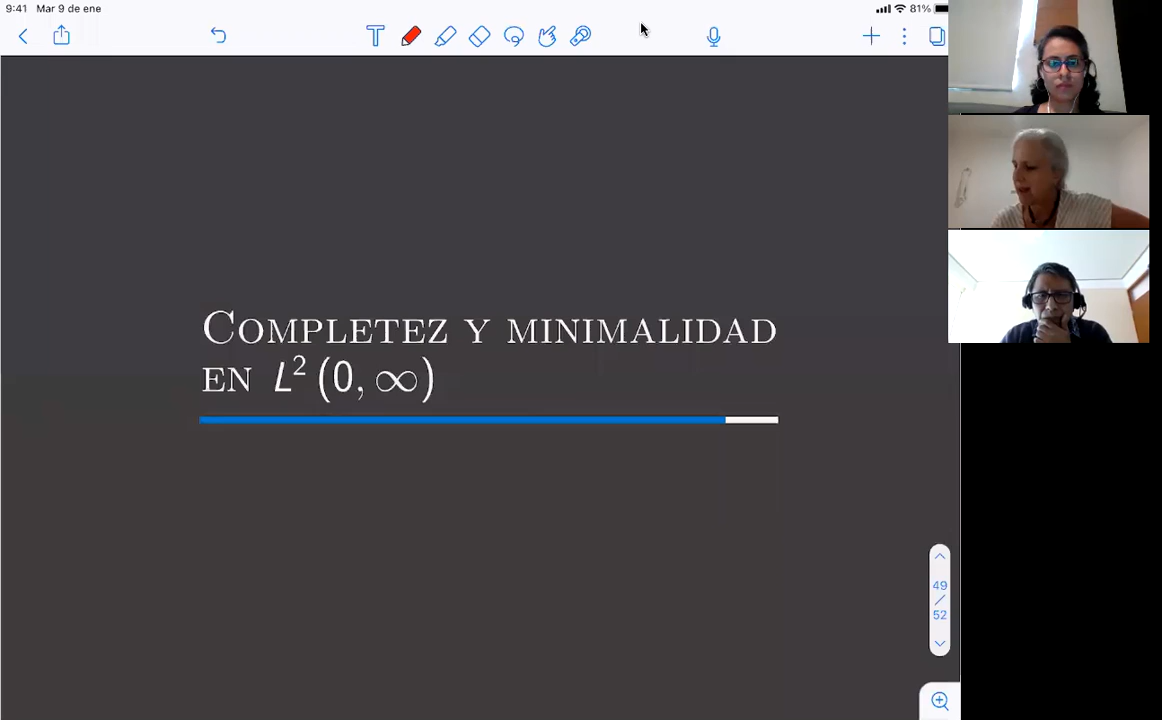 9:41 Mar 9 de ene
81%
T
COMPLETEZ Y MINIMALIDAD
EN L² (0, ∞)
49
/
52